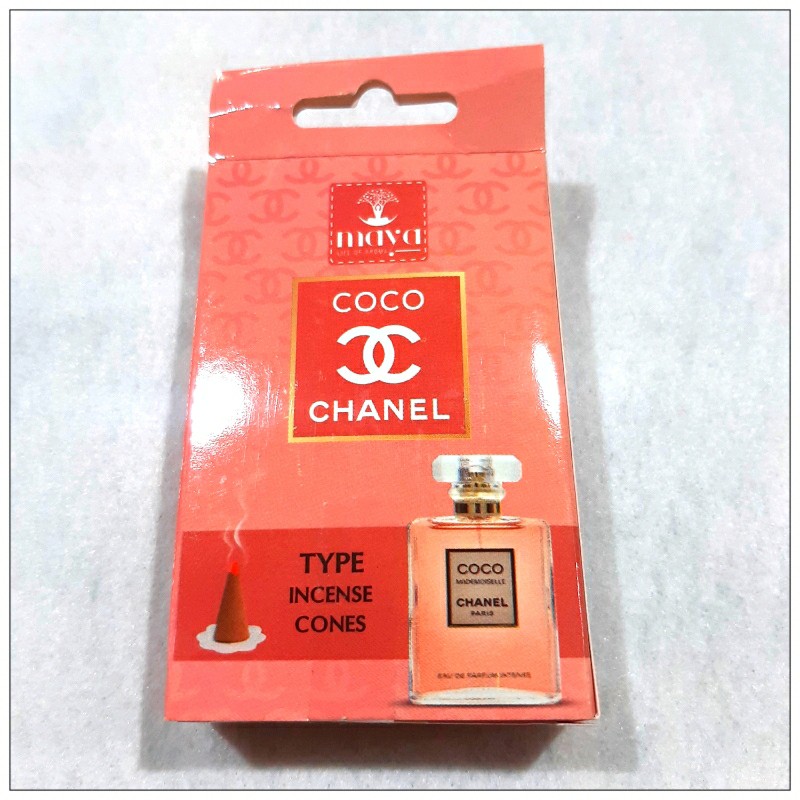 maya
COCO
CHANEL
TYPE
INCENSE
CONES
COCO
MADEMOISELLE
CHANEL
PARIS
EAU DE PARFUM INTENSE